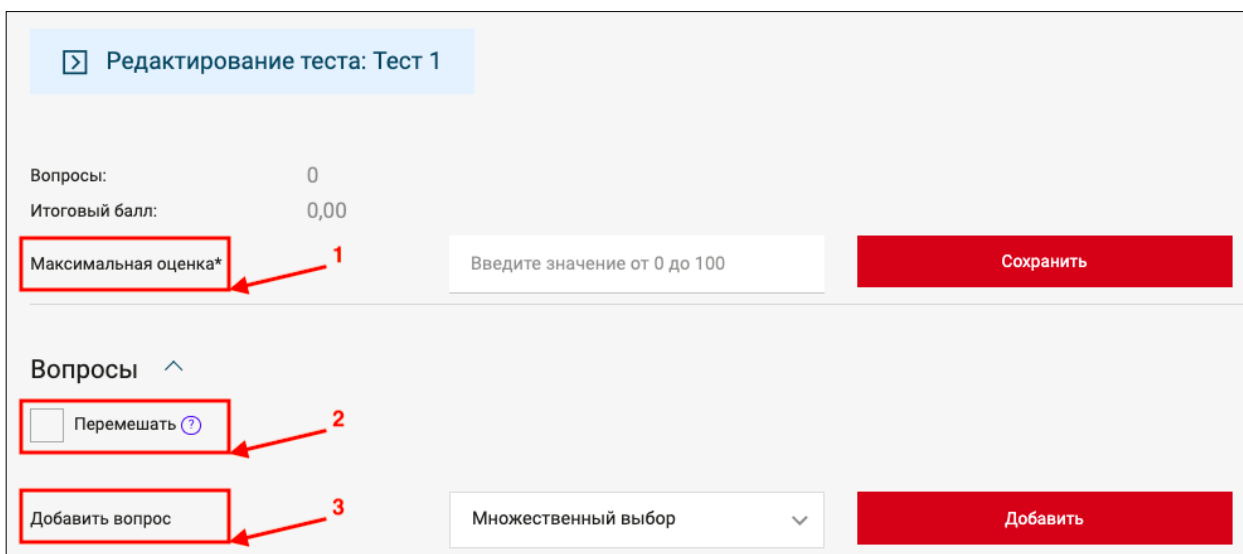 Редактирование теста: Тест 1
Вопросы: 0
Итоговый балл: 0,00
Максимальная оценка* 1 Введите значение от 0 до 100 Сохранить
Вопросы
Перемешать ? 2
Добавить вопрос 3 Множественный выбор Добавить